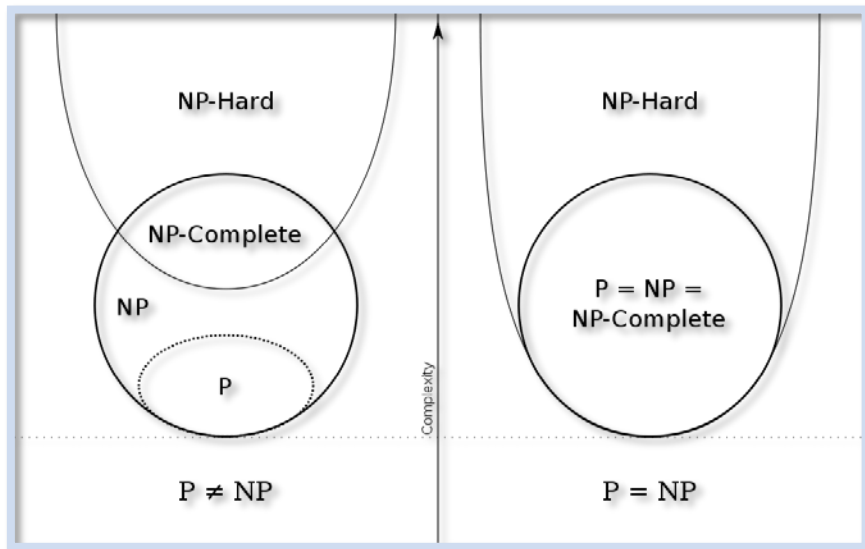 NP-Hard
NP-Complete
NP
P
P ≠ NP
Complexity
NP-Hard
P = NP =
NP-Complete
P = NP